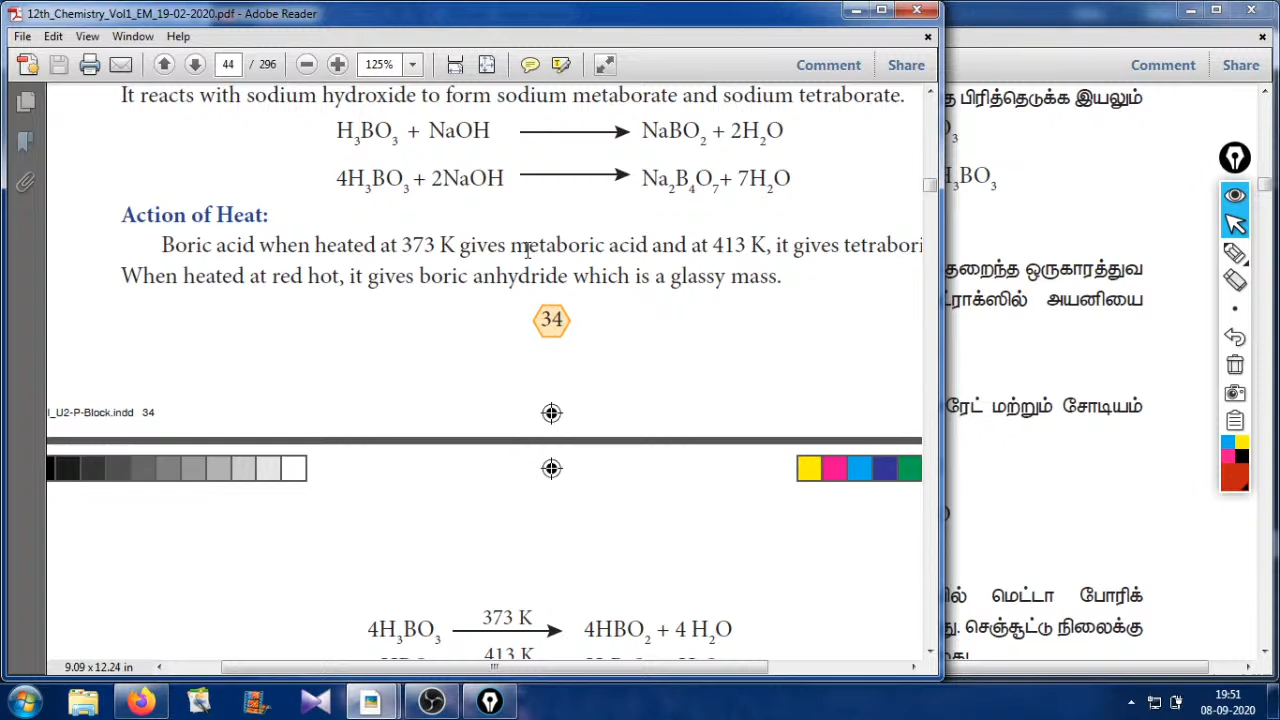 12th_Chemistry_Vol1_EM_19-02-2020.pdf - Adobe Reader
File Edit View Window Help
44 / 296 125% Comment Share
Comment Share
It reacts with sodium hydroxide to form sodium metaborate and sodium tetraborate.
H₃BO₃ + NaOH ⟶ NaBO₂ + 2H₂O
4H₃BO₃ + 2NaOH ⟶ Na₂B₄O₇ + 7H₂O
Action of Heat:
Boric acid when heated at 373 K gives metaboric acid and at 413 K, it gives tetrabori
When heated at red hot, it gives boric anhydride which is a glassy mass.
34
l_U2-P-Block.indd 34
373 K
4H₃BO₃ ⟶ 4HBO₂ + 4 H₂O
413 K
9.09 x 12.24 in
பிரித்தெடுக்க இயலும்
BO₃
குறைந்த ஒருகாரத்துவ
ட்ராக்ஸில் அயனியை
ரேட் மற்றும் சோடியம்
ல் மெட்டா போரிக்
து. செஞ்சூட்டு நிலைக்கு
19:51
08-09-2020